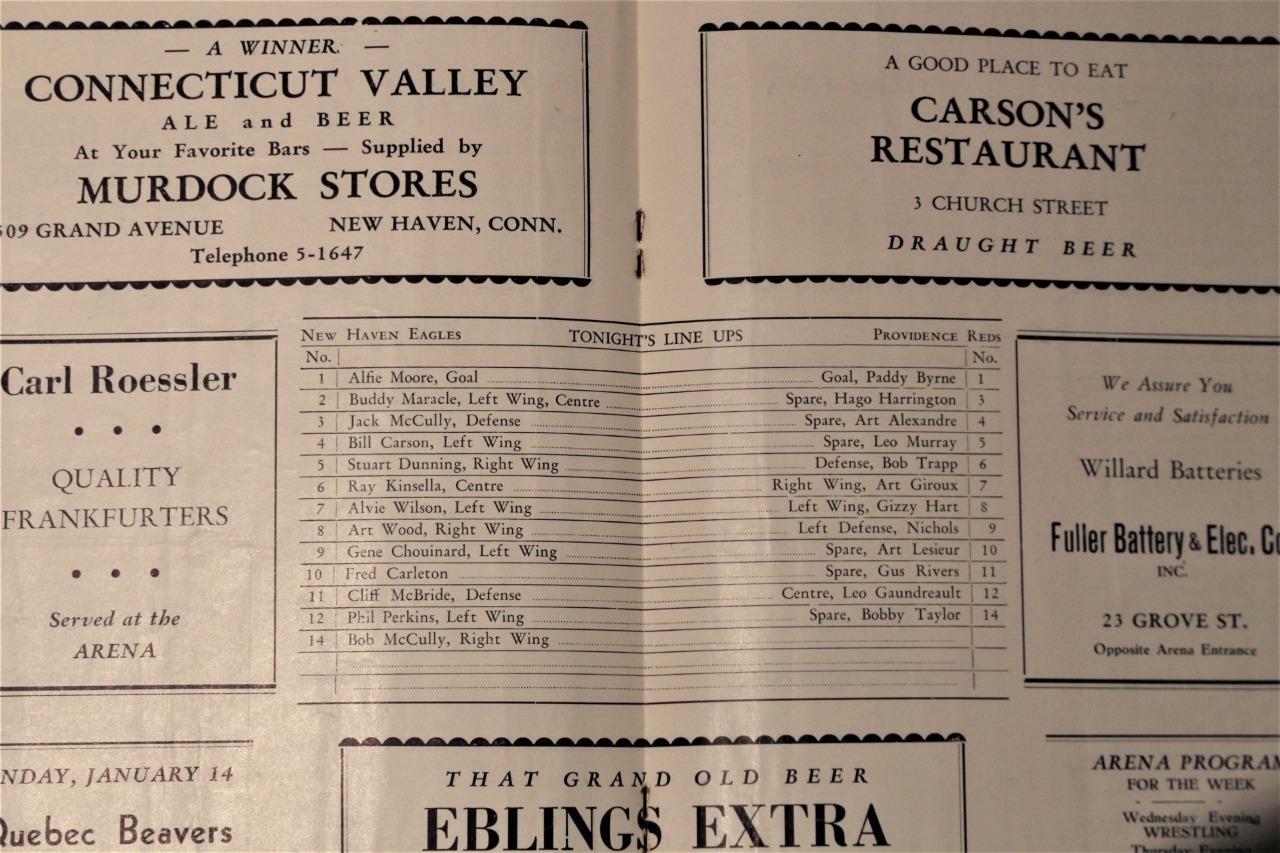 — A WINNER —
CONNECTICUT VALLEY
ALE and BEER
At Your Favorite Bars — Supplied by
MURDOCK STORES
09 GRAND AVENUE NEW HAVEN, CONN.
Telephone 5-1647
A GOOD PLACE TO EAT
CARSON'S
RESTAURANT
3 CHURCH STREET
DRAUGHT BEER
Carl Roessler
• • •
QUALITY
FRANKFURTERS
• • •
Served at the
ARENA
NEW HAVEN EAGLES TONIGHT'S LINE UPS PROVIDENCE REDS
No. No.
1 Alfie Moore, Goal Goal, Paddy Byrne 1
2 Buddy Maracle, Left Wing, Centre Spare, Hago Harrington 3
3 Jack McCully, Defense Spare, Art Alexandre 4
4 Bill Carson, Left Wing Spare, Leo Murray 5
5 Stuart Dunning, Right Wing Defense, Bob Trapp 6
6 Ray Kinsella, Centre Right Wing, Art Giroux 7
7 Alvie Wilson, Left Wing Left Wing, Gizzy Hart 8
8 Art Wood, Right Wing Left Defense, Nichols 9
9 Gene Chouinard, Left Wing Spare, Art Lesieur 10
10 Fred Carleton Spare, Gus Rivers 11
11 Cliff McBride, Defense Centre, Leo Gaundreault 12
12 Phil Perkins, Left Wing Spare, Bobby Taylor 14
14 Bob McCully, Right Wing
We Assure You
Service and Satisfaction
Willard Batteries
Fuller Battery & Elec. Co
INC.
23 GROVE ST.
Opposite Arena Entrance
NDAY, JANUARY 14
Quebec Beavers
THAT GRAND OLD BEER
EBLINGS EXTRA
ARENA PROGRAM
FOR THE WEEK
Wednesday Evening
WRESTLING
Thursday Evening